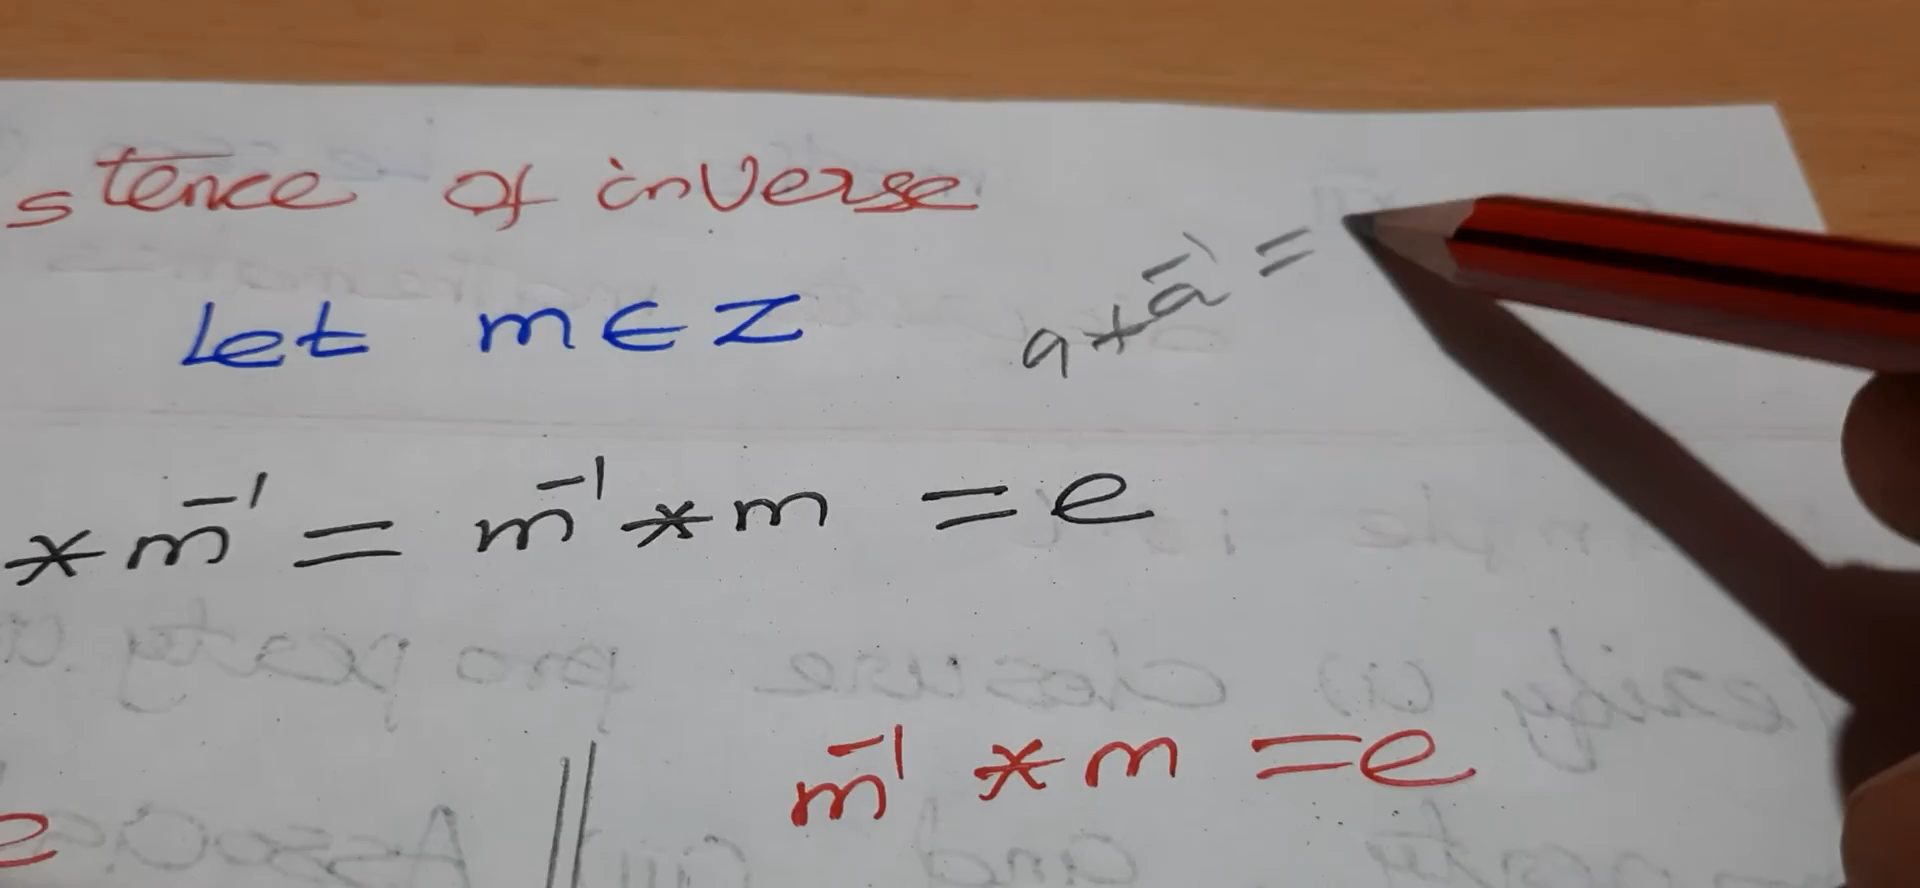 stence of inverse
Let m ∈ Z
a * a⁻¹ =
* m⁻¹ = m⁻¹ * m = e
m⁻¹ * m = e
e